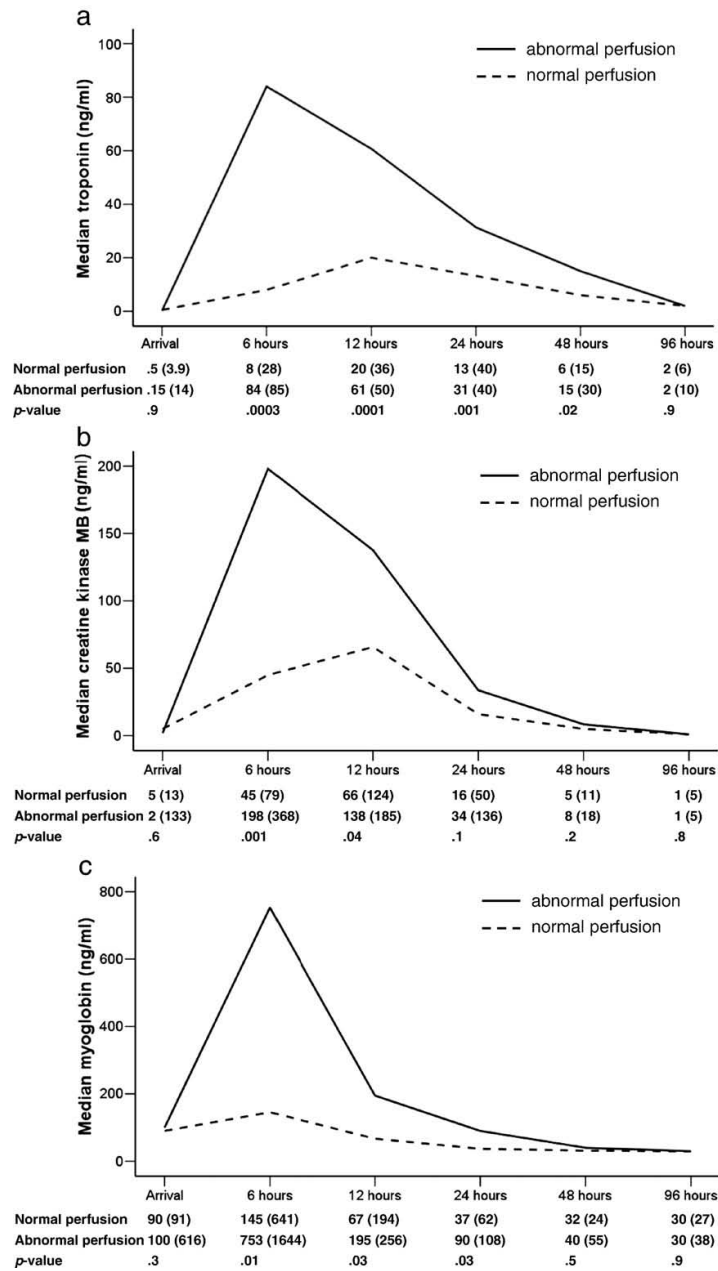 a
100
80
60
40
20
0
Median troponin (ng/ml)
abnormal perfusion
normal perfusion
Arrival 6 hours 12 hours 24 hours 48 hours 96 hours
Normal perfusion .5 (3.9) 8 (28) 20 (36) 13 (40) 6 (15) 2 (6)
Abnormal perfusion .15 (14) 84 (85) 61 (50) 31 (40) 15 (30) 2 (10)
p-value .9 .0003 .0001 .001 .02 .9
b
200
150
100
50
0
Median creatine kinase MB (ng/ml)
abnormal perfusion
normal perfusion
Arrival 6 hours 12 hours 24 hours 48 hours 96 hours
Normal perfusion 5 (13) 45 (79) 66 (124) 16 (50) 5 (11) 1 (5)
Abnormal perfusion 2 (133) 198 (368) 138 (185) 34 (136) 8 (18) 1 (5)
p-value .6 .001 .04 .1 .2 .8
c
800
600
400
200
0
Median myoglobin (ng/ml)
abnormal perfusion
normal perfusion
Arrival 6 hours 12 hours 24 hours 48 hours 96 hours
Normal perfusion 90 (91) 145 (641) 67 (194) 37 (62) 32 (24) 30 (27)
Abnormal perfusion 100 (616) 753 (1644) 195 (256) 90 (108) 40 (55) 30 (38)
p-value .3 .01 .03 .03 .5 .9